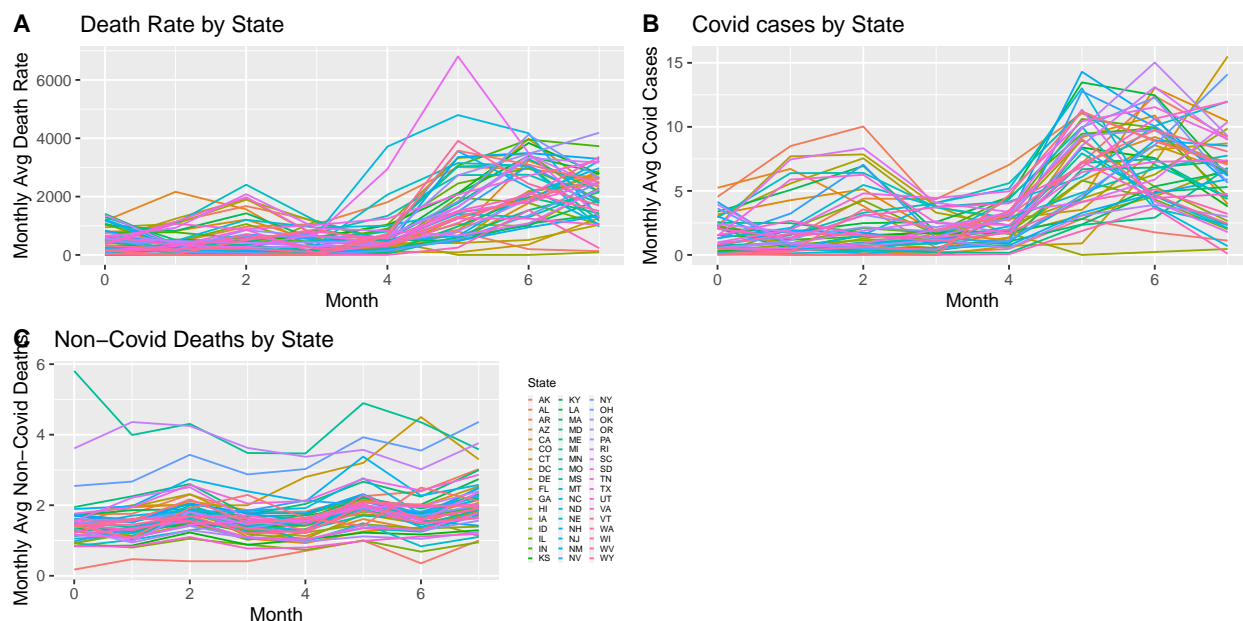 A Death Rate by State
Monthly Avg Death Rate
6000
4000
2000
0
0 2 4 6
Month
B Covid cases by State
Monthly Avg Covid Cases
15
10
5
0
0 2 4 6
Month
C Non−Covid Deaths by State
Monthly Avg Non−Covid Deaths
6
4
2
0
0 2 4 6
Month
State
AK KY NY
AL LA OH
AR MA OK
AZ MD OR
CA ME PA
CO MI RI
CT MN SC
DC MO SD
DE MS TN
FL MT TX
GA NC UT
HI ND VA
IA NE VT
ID NH WA
IL NJ WI
IN NM WV
KS NV WY